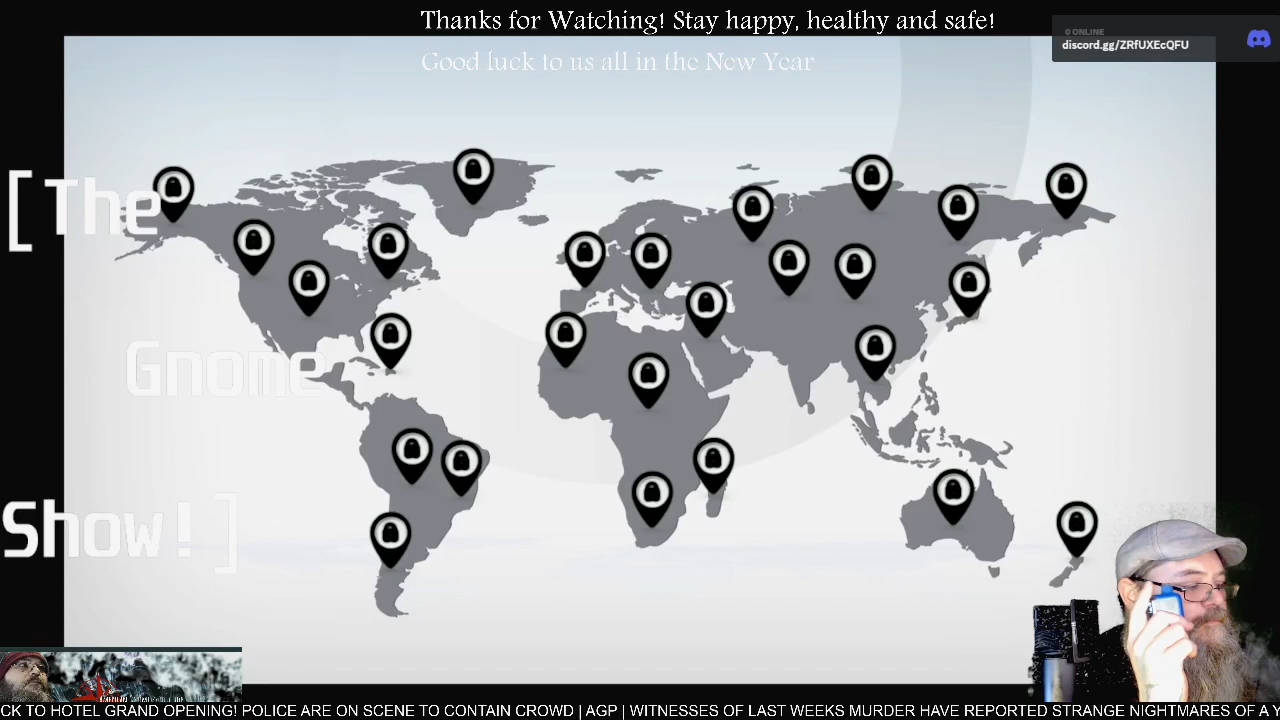 Thanks for Watching! Stay happy, healthy and safe!
Good luck to us all in the New Year
0 ONLINE
discord.gg/ZRfUXEcQFU
[The
Gnome
Show!]
CK TO HOTEL GRAND OPENING! POLICE ARE ON SCENE TO CONTAIN CROWD | AGP | WITNESSES OF LAST WEEKS MURDER HAVE REPORTED STRANGE NIGHTMARES OF A Y